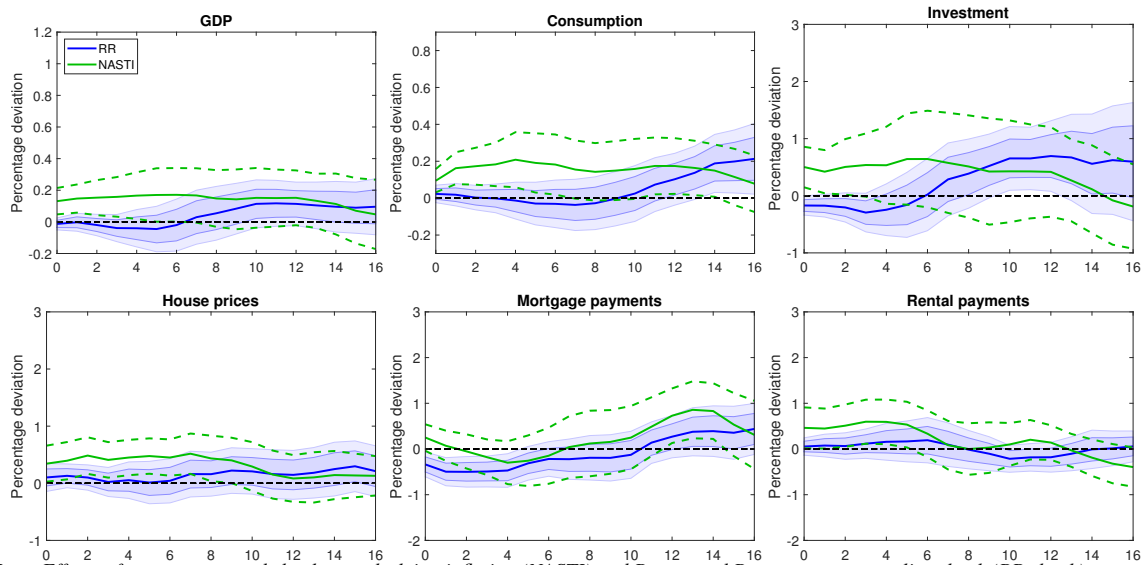 GDP
Percentage deviation
1.2
1
0.8
0.6
0.4
0.2
0
-0.2
RR
NASTI
0 2 4 6 8 10 12 14 16
Consumption
Percentage deviation
0.8
0.6
0.4
0.2
0
-0.2
0 2 4 6 8 10 12 14 16
Investment
Percentage deviation
3
2
1
0
-1
0 2 4 6 8 10 12 14 16
House prices
Percentage deviation
3
2
1
0
-1
0 2 4 6 8 10 12 14 16
Mortgage payments
Percentage deviation
3
2
1
0
-1
-2
0 2 4 6 8 10 12 14 16
Rental payments
Percentage deviation
3
2
1
0
-1
-2
0 2 4 6 8 10 12 14 16